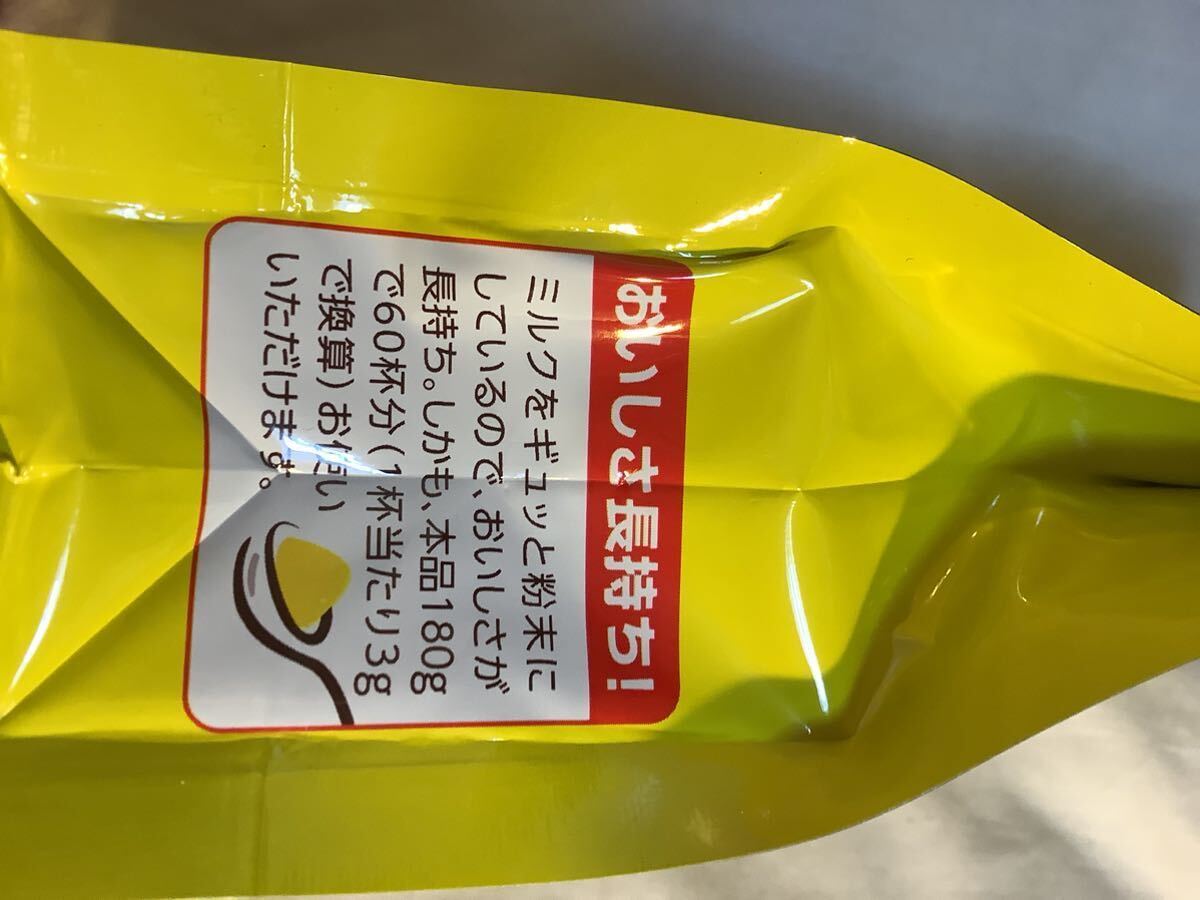 おいしさ長持ち!
ミルクをギュッと粉末に
しているので、おいしさが
長持ち。しかも、本品180g
で60杯分(1杯当たり3g
で換算)お使い
いただけます。